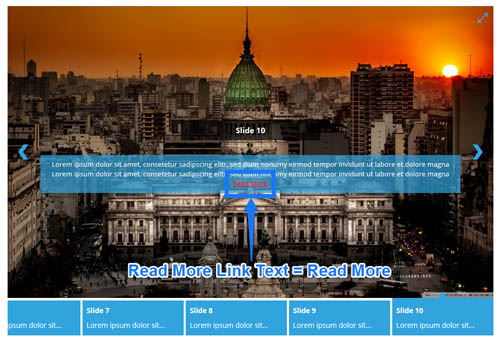 Slide 10
Lorem ipsum dolor sit amet, consetetur sadipscing elitr, sed diam nonumy eirmod tempor invidunt ut labore et dolore magna
Lorem ipsum dolor sit amet, consetetur sadipscing elitr, sed diam nonumy eirmod tempor invidunt ut labore et dolore magna
Read More
Read More Link Text = Read More
Slide 7
Slide 8
Slide 9
Slide 10
ipsum dolor sit...
Lorem ipsum dolor sit...
Lorem ipsum dolor sit...
Lorem ipsum dolor sit...
Lorem ipsum dolor sit...